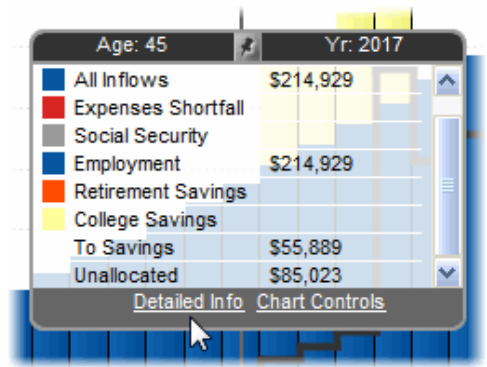 Age: 45 Yr: 2017
All Inflows $214,929
Expenses Shortfall
Social Security
Employment $214,929
Retirement Savings
College Savings
To Savings $55,889
Unallocated $85,023
Detailed Info Chart Controls